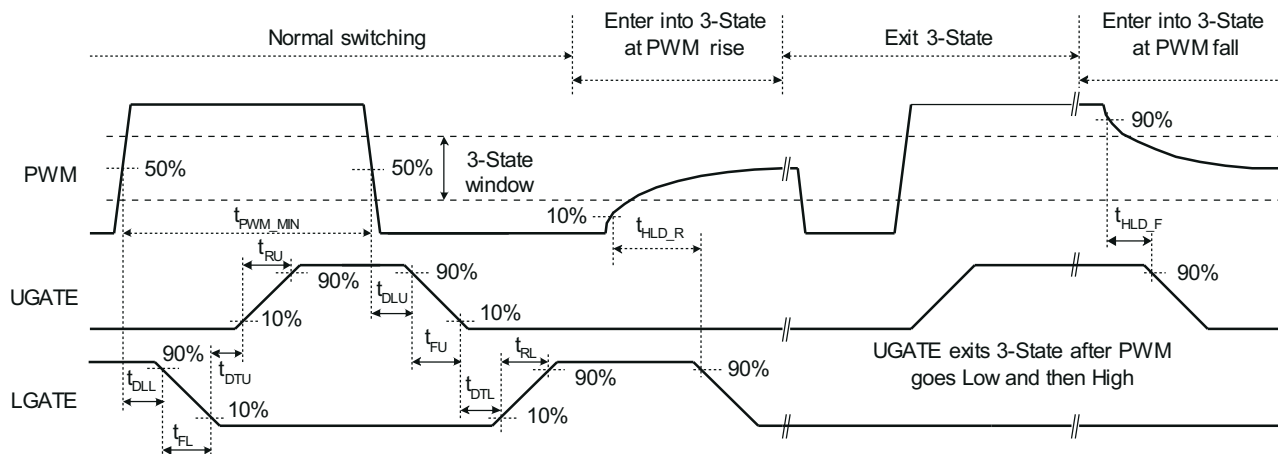 Normal switching
Enter into 3-State
at PWM rise
Exit 3-State
Enter into 3-State
at PWM fall
PWM
50%
50%
3-State
window
90%
10%
tPWM_MIN
tHLD_R
tHLD_F
tRU
UGATE
90%
tDLU
90%
90%
10%
10%
tDTU
tFU
tRL
UGATE exits 3-State after PWM
goes Low and then High
LGATE
90%
tDLL
10%
tFL
tDTL
90%
10%
90%